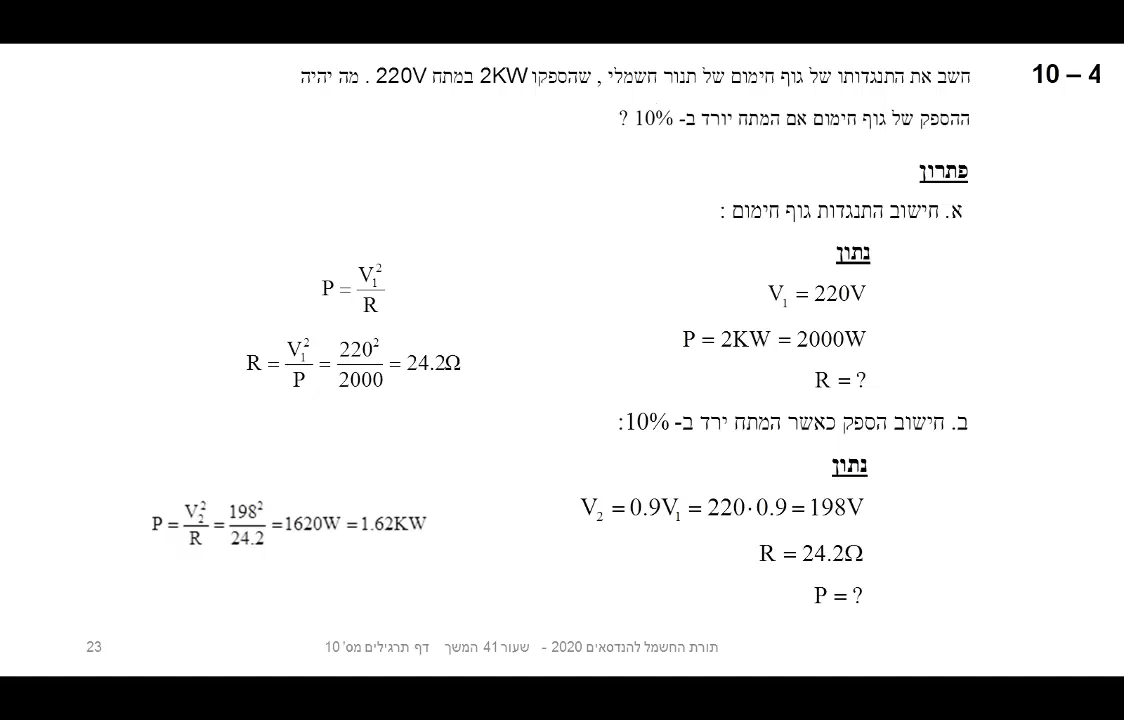 10 – 4
חשב את התנגדותו של גוף חימום של תנור חשמלי , שהספקו 2KW במתח 220V . מה יהיה
ההספק של גוף חימום אם המתח יורד ב- 10% ?
פתרון
א. חישוב התנגדות גוף חימום :
נתון
V₁ = 220V
P = 2KW = 2000W
R = ?
P = V₁² / R
R = V₁² / P = 220² / 2000 = 24.2Ω
ב. חישוב הספק כאשר המתח ירד ב- 10%:
נתון
V₂ = 0.9V₁ = 220·0.9 = 198V
R = 24.2Ω
P = ?
P = V₂² / R = 198² / 24.2 = 1620W = 1.62KW
תורת החשמל להנדסאים 2020 - שעור 41 המשך דף תרגילים מס' 10
23